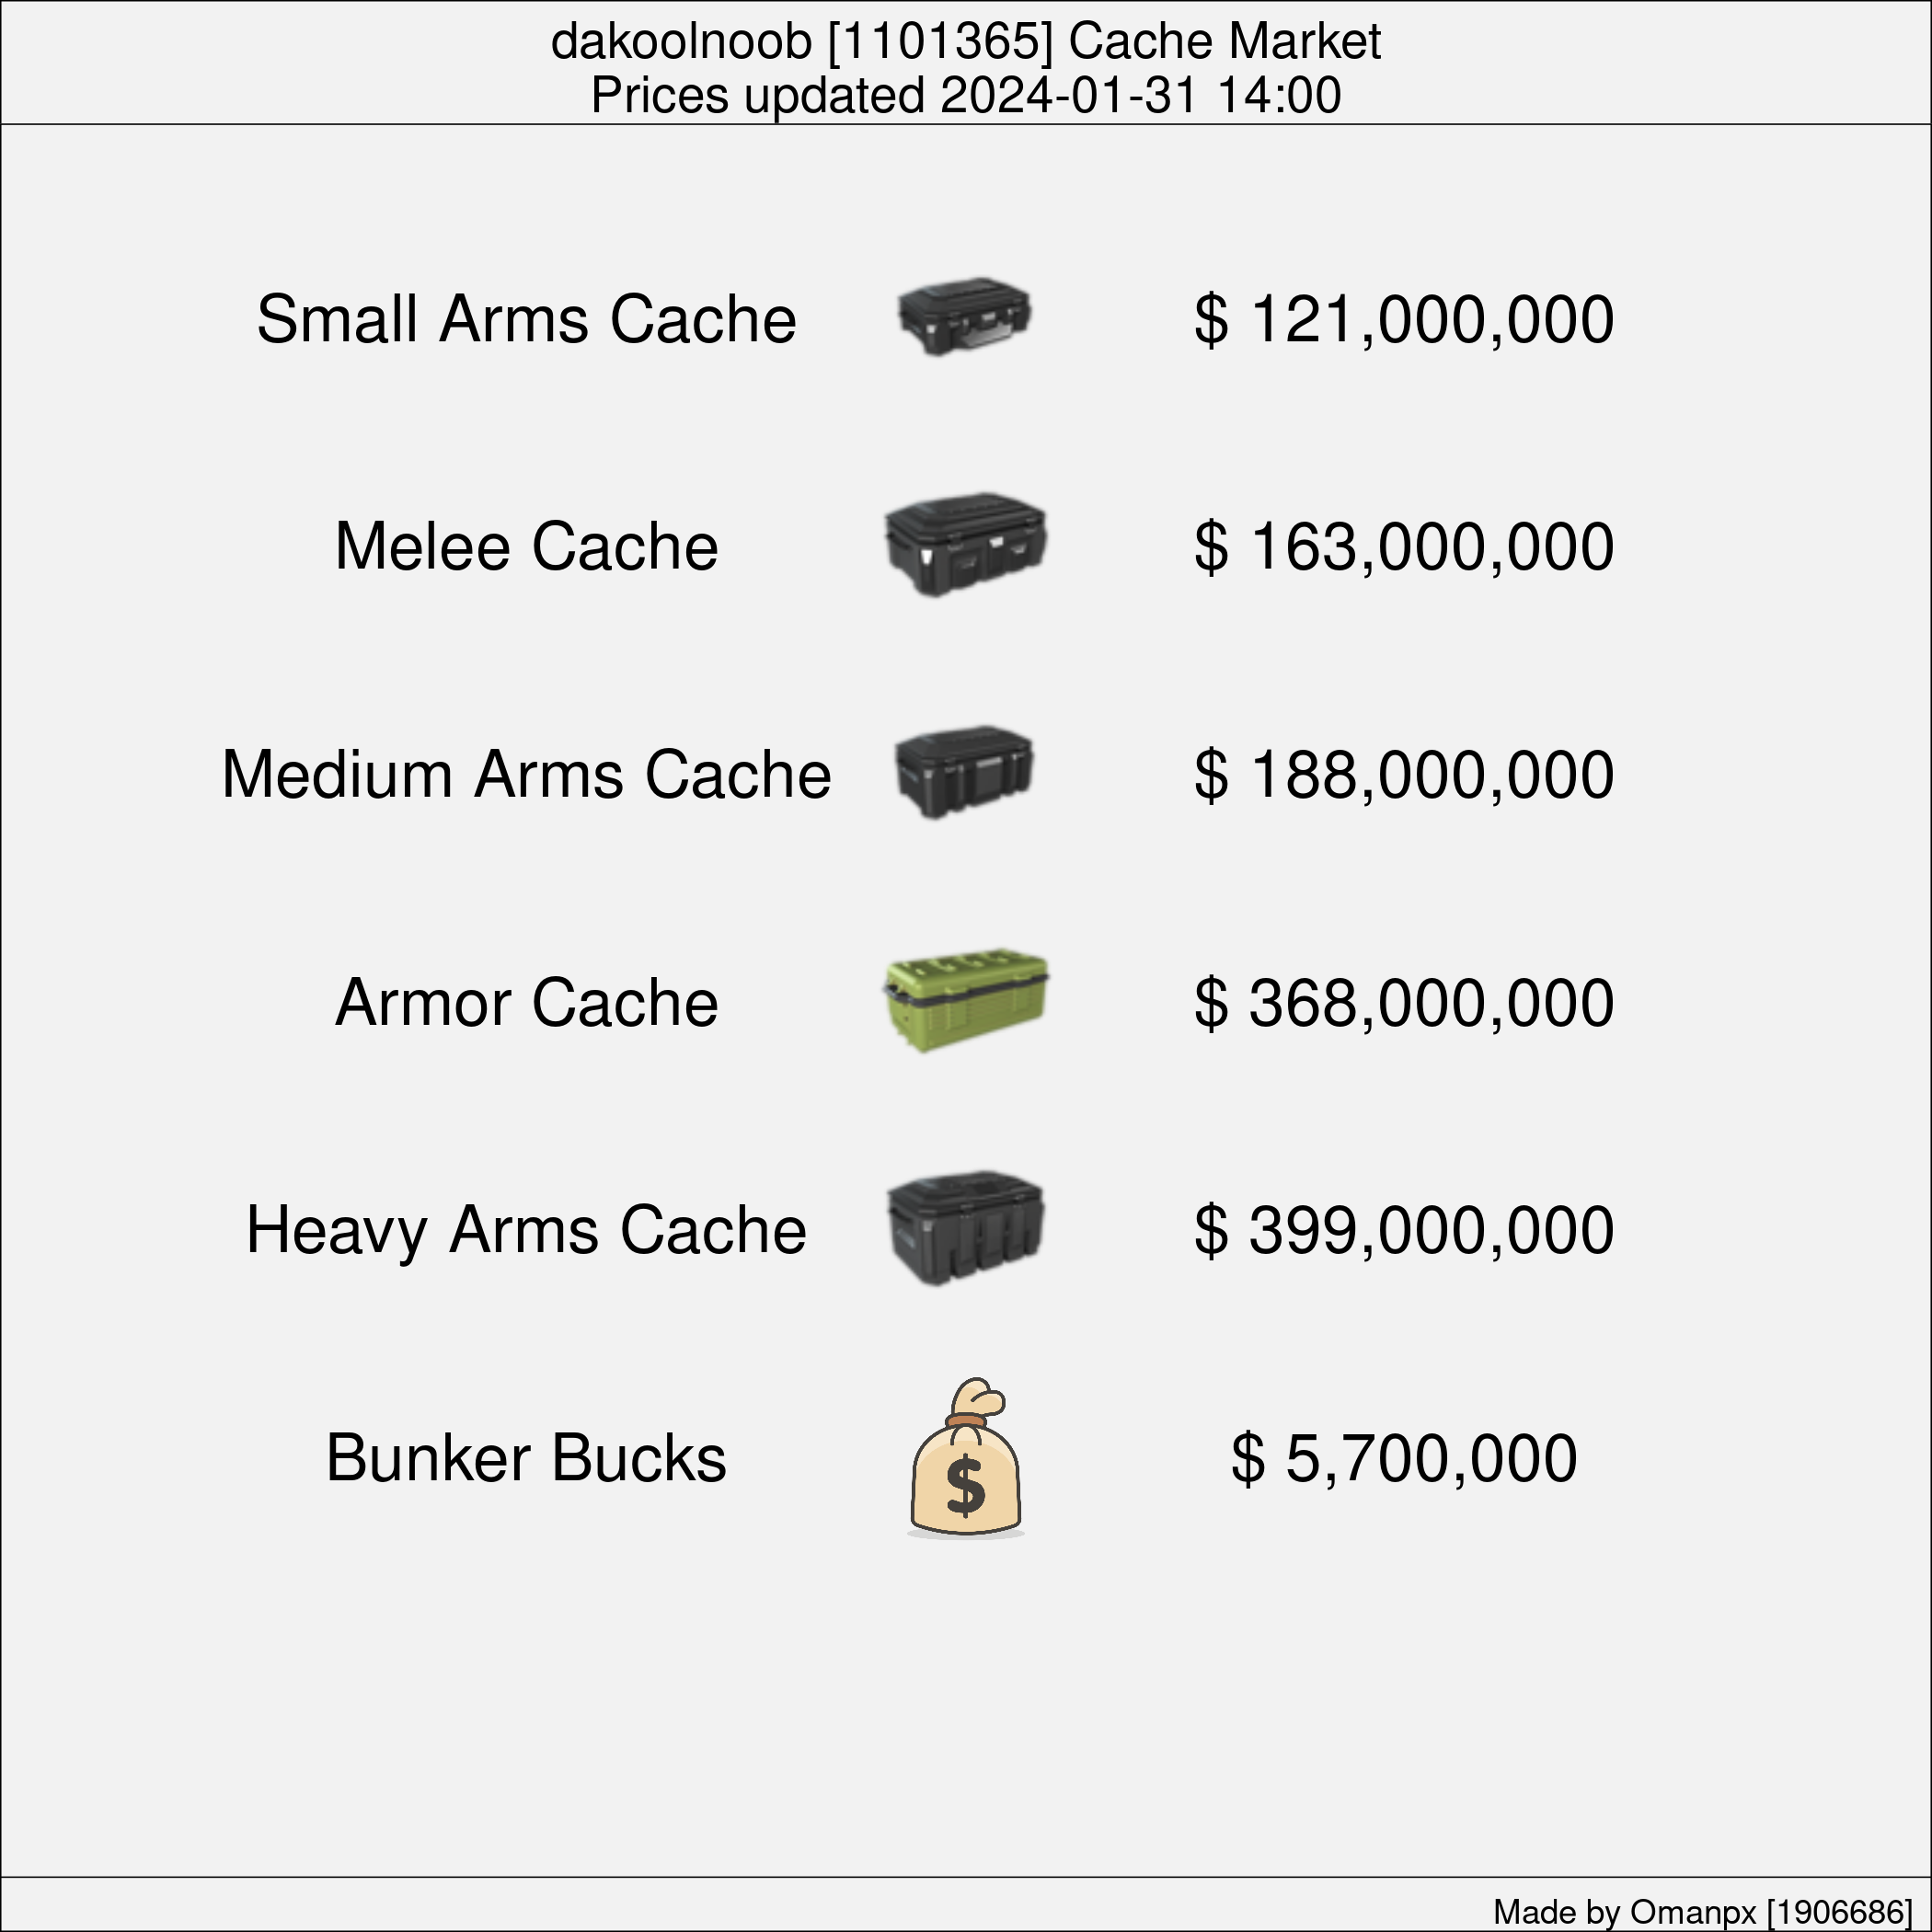 dakoolnoob [1101365] Cache Market
Prices updated 2024-01-31 14:00
Small Arms Cache $ 121,000,000
Melee Cache $ 163,000,000
Medium Arms Cache $ 188,000,000
Armor Cache $ 368,000,000
Heavy Arms Cache $ 399,000,000
Bunker Bucks $ $ 5,700,000
Made by Omanpx [1906686]